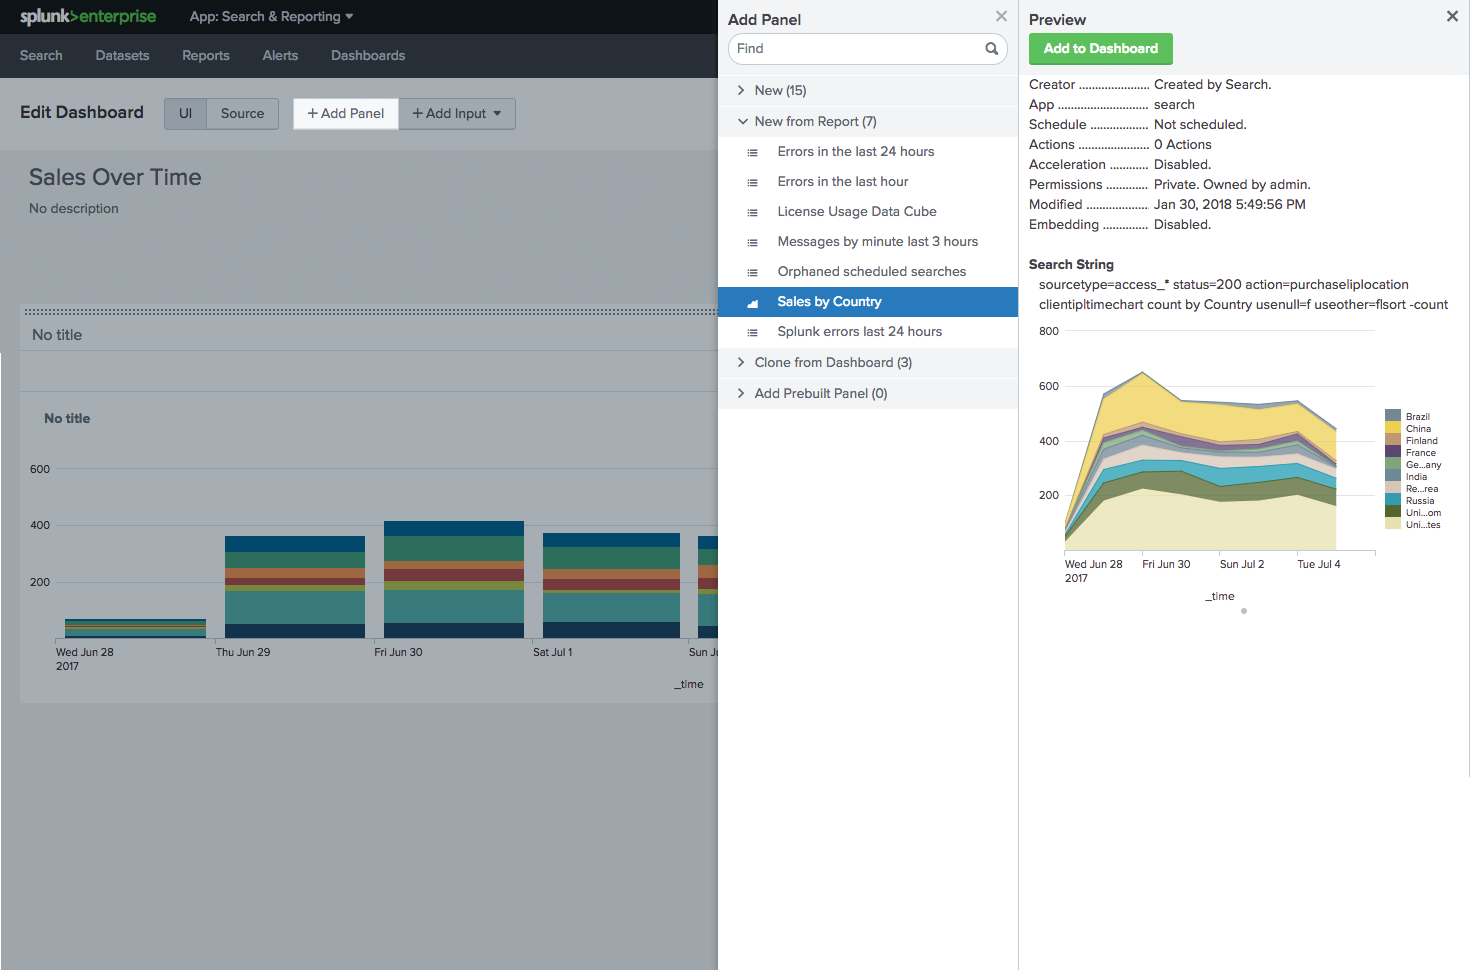 splunk>enterprise App: Search & Reporting
Search Datasets Reports Alerts Dashboards
Edit Dashboard UI Source + Add Panel + Add Input
Sales Over Time
No description
No title
No title
600
400
200
Wed Jun 28 Thu Jun 29 Fri Jun 30 Sat Jul 1 Sun Ju
2017
_time
Add Panel
Find
New (15)
New from Report (7)
Errors in the last 24 hours
Errors in the last hour
License Usage Data Cube
Messages by minute last 3 hours
Orphaned scheduled searches
Sales by Country
Splunk errors last 24 hours
Clone from Dashboard (3)
Add Prebuilt Panel (0)
Preview
Add to Dashboard
Creator ...................... Created by Search.
App ............................ search
Schedule .................. Not scheduled.
Actions ...................... 0 Actions
Acceleration ............ Disabled.
Permissions ............. Private. Owned by admin.
Modified .................... Jan 30, 2018 5:49:56 PM
Embedding .............. Disabled.
Search String
sourcetype=access_* status=200 action=purchase|iplocation
clientip|timechart count by Country usenull=f useother=f|sort -count
800
600
400
200
Wed Jun 28 Fri Jun 30 Sun Jul 2 Tue Jul 4
2017
_time
Brazil
China
Finland
France
Ge...any
India
Re...rea
Russia
Uni...om
Uni...tes